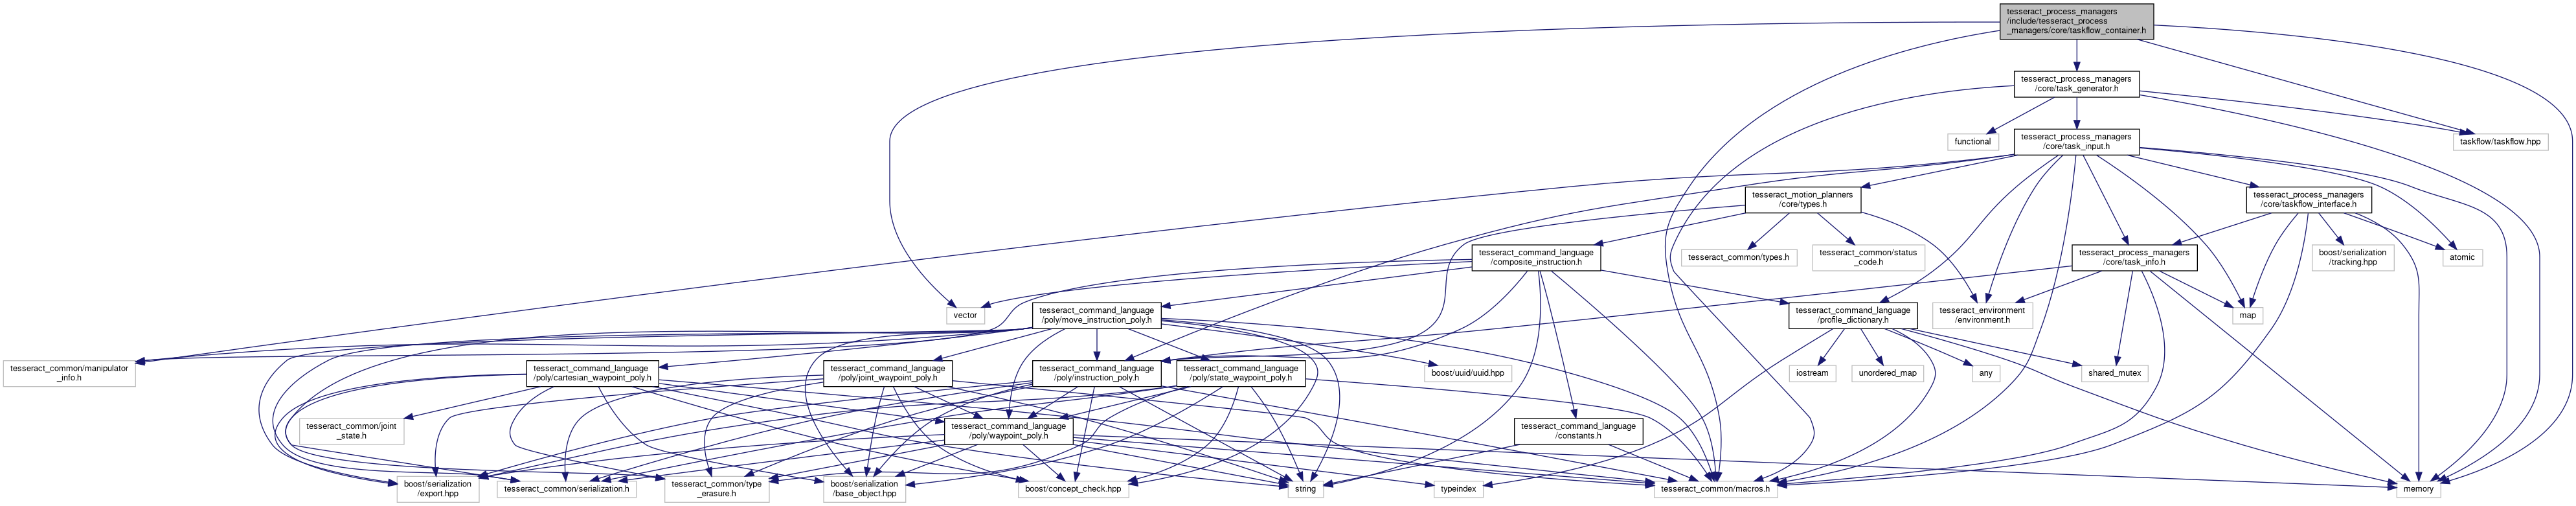 tesseract_process_managers
/include/tesseract_process
_managers/core/taskflow_container.h
tesseract_process_managers
/core/task_generator.h
functional
tesseract_process_managers
/core/task_input.h
taskflow/taskflow.hpp
tesseract_motion_planners
/core/types.h
tesseract_process_managers
/core/taskflow_interface.h
tesseract_command_language
/composite_instruction.h
tesseract_common/types.h
tesseract_common/status
_code.h
tesseract_process_managers
/core/task_info.h
boost/serialization
/tracking.hpp
atomic
vector
tesseract_command_language
/poly/move_instruction_poly.h
tesseract_command_language
/profile_dictionary.h
tesseract_environment
/environment.h
map
tesseract_common/manipulator
_info.h
tesseract_command_language
/poly/cartesian_waypoint_poly.h
tesseract_command_language
/poly/joint_waypoint_poly.h
tesseract_command_language
/poly/instruction_poly.h
tesseract_command_language
/poly/state_waypoint_poly.h
boost/uuid/uuid.hpp
iostream
unordered_map
any
shared_mutex
tesseract_common/joint
_state.h
tesseract_command_language
/poly/waypoint_poly.h
tesseract_command_language
/constants.h
boost/serialization
/export.hpp
tesseract_common/serialization.h
tesseract_common/type
_erasure.h
boost/serialization
/base_object.hpp
boost/concept_check.hpp
string
typeindex
tesseract_common/macros.h
memory